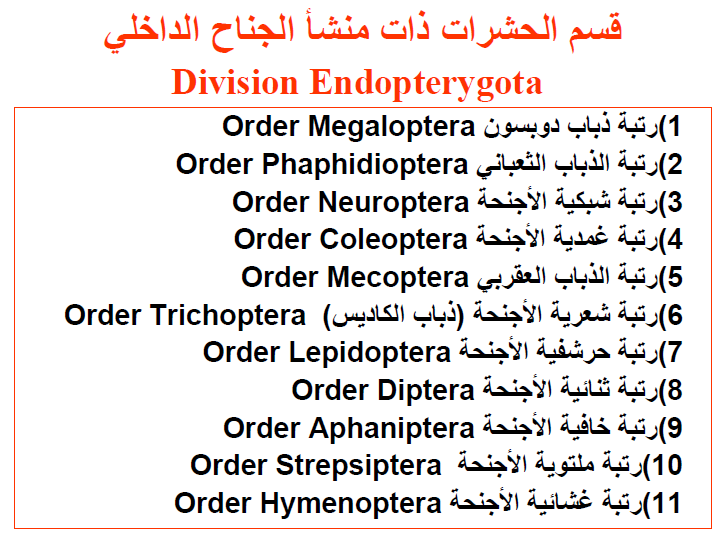 قسم الحشرات ذات منشأ الجناح الداخلي
Division Endopterygota
1)رتبة ذباب دوبسون Order Megaloptera
2)رتبة الذباب الثعباني Order Phaphidioptera
3)رتبة شبكية الأجنحة Order Neuroptera
4)رتبة غمدية الأجنحة Order Coleoptera
5)رتبة الذباب العقربي Order Mecoptera
6)رتبة شعرية الأجنحة (ذباب الكاديس) Order Trichoptera
7)رتبة حرشفية الأجنحة Order Lepidoptera
8)رتبة ثنائية الأجنحة Order Diptera
9)رتبة خافية الأجنحة Order Aphaniptera
10)رتبة ملتوية الأجنحة Order Strepsiptera
11)رتبة غشائية الأجنحة Order Hymenoptera